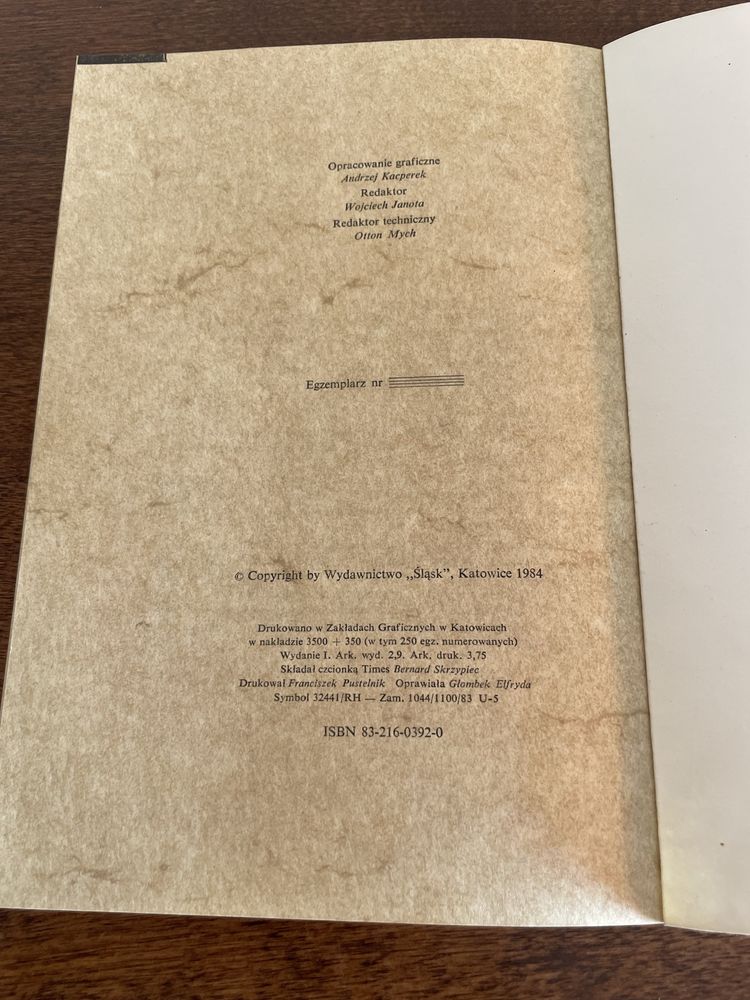 Opracowanie graficzne
Andrzej Kacperek
Redaktor
Wojciech Janota
Redaktor techniczny
Otton Mych
Egzemplarz nr
© Copyright by Wydawnictwo ,,Śląsk”, Katowice 1984
Drukowano w Zakładach Graficznych w Katowicach
w nakładzie 3500 + 350 (w tym 250 egz. numerowanych)
Wydanie I. Ark. wyd. 2,9. Ark. druk. 3,75
Składał czcionką Times Bernard Skrzypiec
Drukował Franciszek Pustelnik Oprawiała Głombek Elfryda
Symbol 32441/RH — Zam. 1044/1100/83 U-5
ISBN 83-216-0392-0